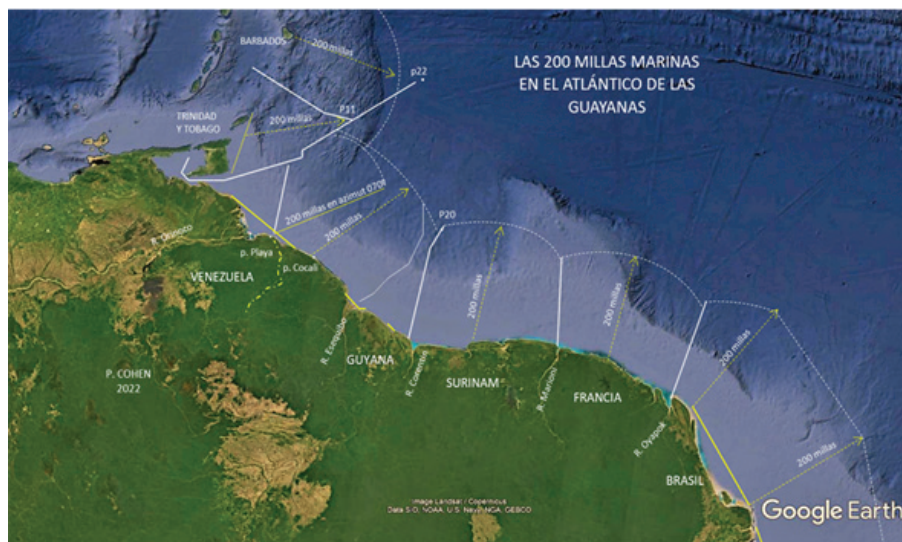 BARBADOS
200 millas
LAS 200 MILLAS MARINAS
EN EL ATLÁNTICO DE LAS
GUAYANAS
p22
P11
TRINIDAD
Y TOBAGO
200 millas
200 millas en azimut 070º
200 millas
P20
R. Orinoco
p. Playa
p. Cocali
VENEZUELA
200 millas
200 millas
200 millas
R. Esequibo
GUYANA
R. Corentin
SURINAM
R. Maroni
FRANCIA
P. COHEN
2022
R. Oyapok
200 millas
BRASIL
Image Landsat / Copernicus
Data SIO, NOAA, U.S. Navy, NGA, GEBCO
Google Earth